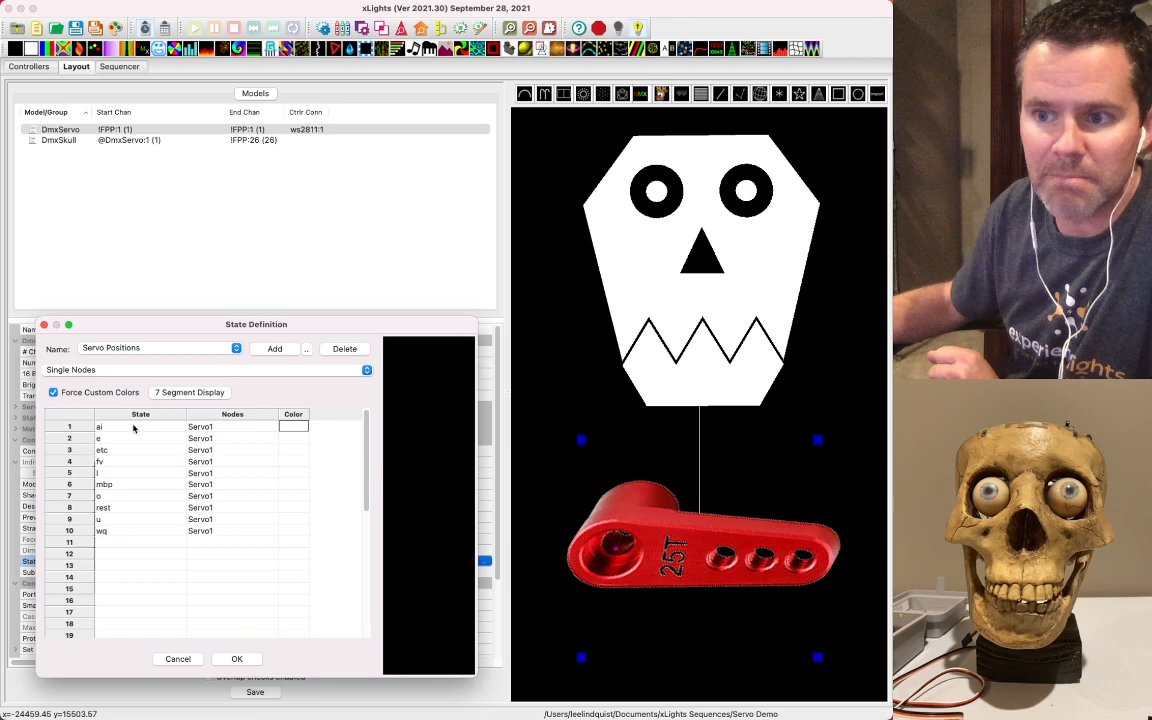 xLights (Ver 2021.30) September 28, 2021
Controllers Layout Sequencer
Models
Model/Group Start Chan End Chan Ctrlr Conn
DmxServo !FPP:1 (1) !FPP:1 (1) ws2811:1
DmxSkull @DmxServo:1 (1) !FPP:26 (26)
State Definition
Name: Servo Positions Add .. Delete
Single Nodes
Force Custom Colors 7 Segment Display
State Nodes Color
1 ai Servo1
2 e Servo1
3 etc Servo1
4 fv Servo1
5 l Servo1
6 mbp Servo1
7 o Servo1
8 rest Servo1
9 u Servo1
10 wq Servo1
11
12
13
14
15
16
17
18
19
Cancel OK
Save
x=-24459.45 y=15503.57 /Users/leelindquist/Documents/xLights Sequences/Servo Demo
25T